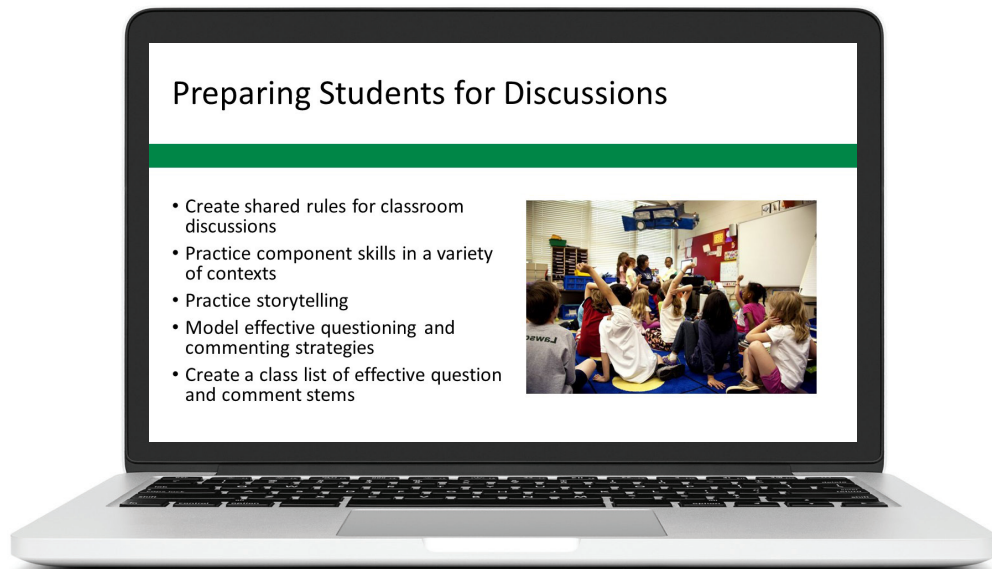 Preparing Students for Discussions
• Create shared rules for classroom
discussions
• Practice component skills in a variety
of contexts
• Practice storytelling
• Model effective questioning and
commenting strategies
• Create a class list of effective question
and comment stems